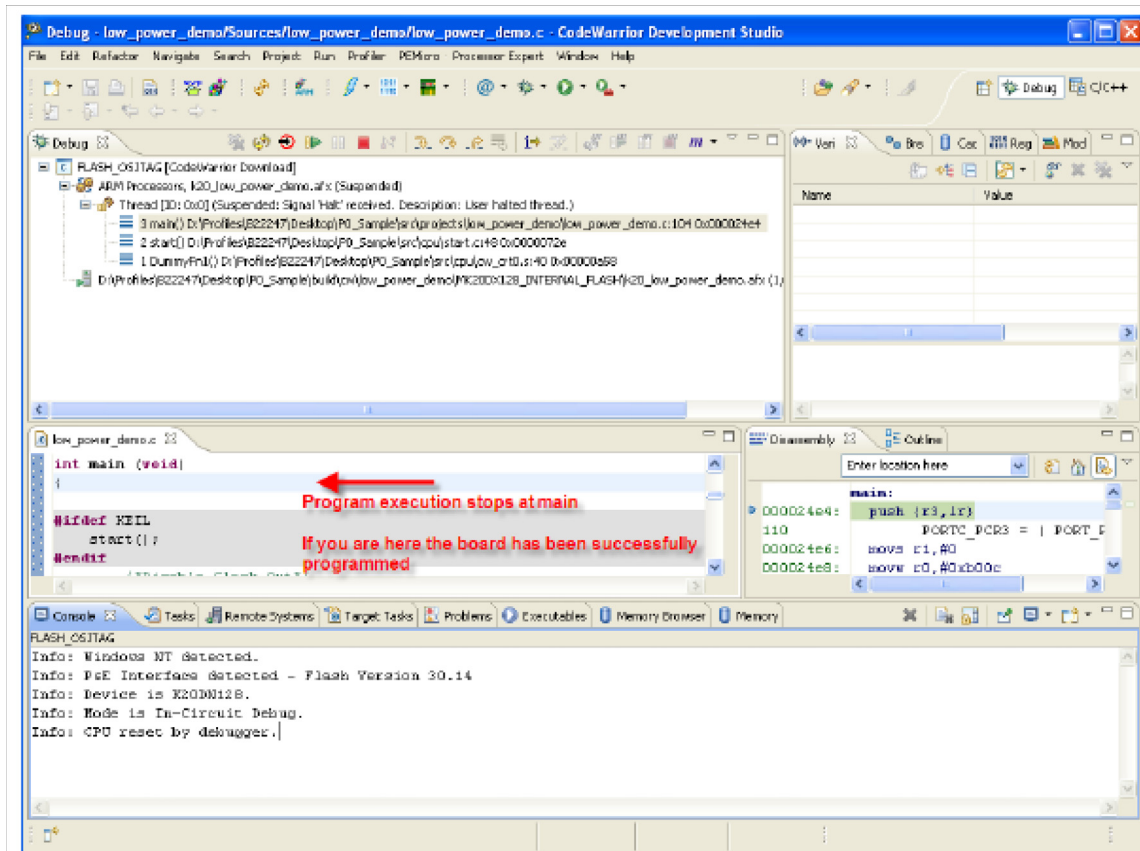 Debug - low_power_demo/Sources/low_power_demo/low_power_demo.c - CodeWarrior Development Studio
File Edit Refactor Navigate Search Project Run Profiler PEMicro Processor Expert Window Help
Debug C/C++
Debug
Vari Bre Cac Reg Mod
FLASH_OSJTAG [CodeWarrior Download]
ARM Processors, k20_low_power_demo.afx (Suspended)
Thread [ID: 0x0] (Suspended: Signal 'Halt' received. Description: User halted thread.)
3 main() D:\Profiles\B22247\Desktop\P0_Sample\src\projects\low_power_demo\low_power_demo.c:104 0x000024e4
2 start() D:\Profiles\B22247\Desktop\P0_Sample\src\cpu\start.c:48 0x0000072e
1 DummyFn1() D:\Profiles\B22247\Desktop\P0_Sample\src\cpu\cw_crt0.s:40 0x00000a58
D:\Profiles\B22247\Desktop\P0_Sample\build\cw\low_power_demo\MK20DX128_INTERNAL_FLASH\k20_low_power_demo.afx (1/
Name Value
low_power_demo.c
int main (void)
{
#ifdef KEIL
start();
#endif
Program execution stops at main
If you are here the board has been successfully
programmed
Disassembly Outline
Enter location here
main:
000024e4: push {r3,lr}
110 PORTC_PCR3 = ( PORT_P
000024e6: movs r1,#0
000024e8: movw r0,#0xb00c
Console Tasks Remote Systems Target Tasks Problems Executables Memory Browser Memory
FLASH_OSJTAG
Info: Windows NT detected.
Info: P&E Interface detected - Flash Version 30.14
Info: Device is K20DN128.
Info: Mode is In-Circuit Debug.
Info: CPU reset by debugger.